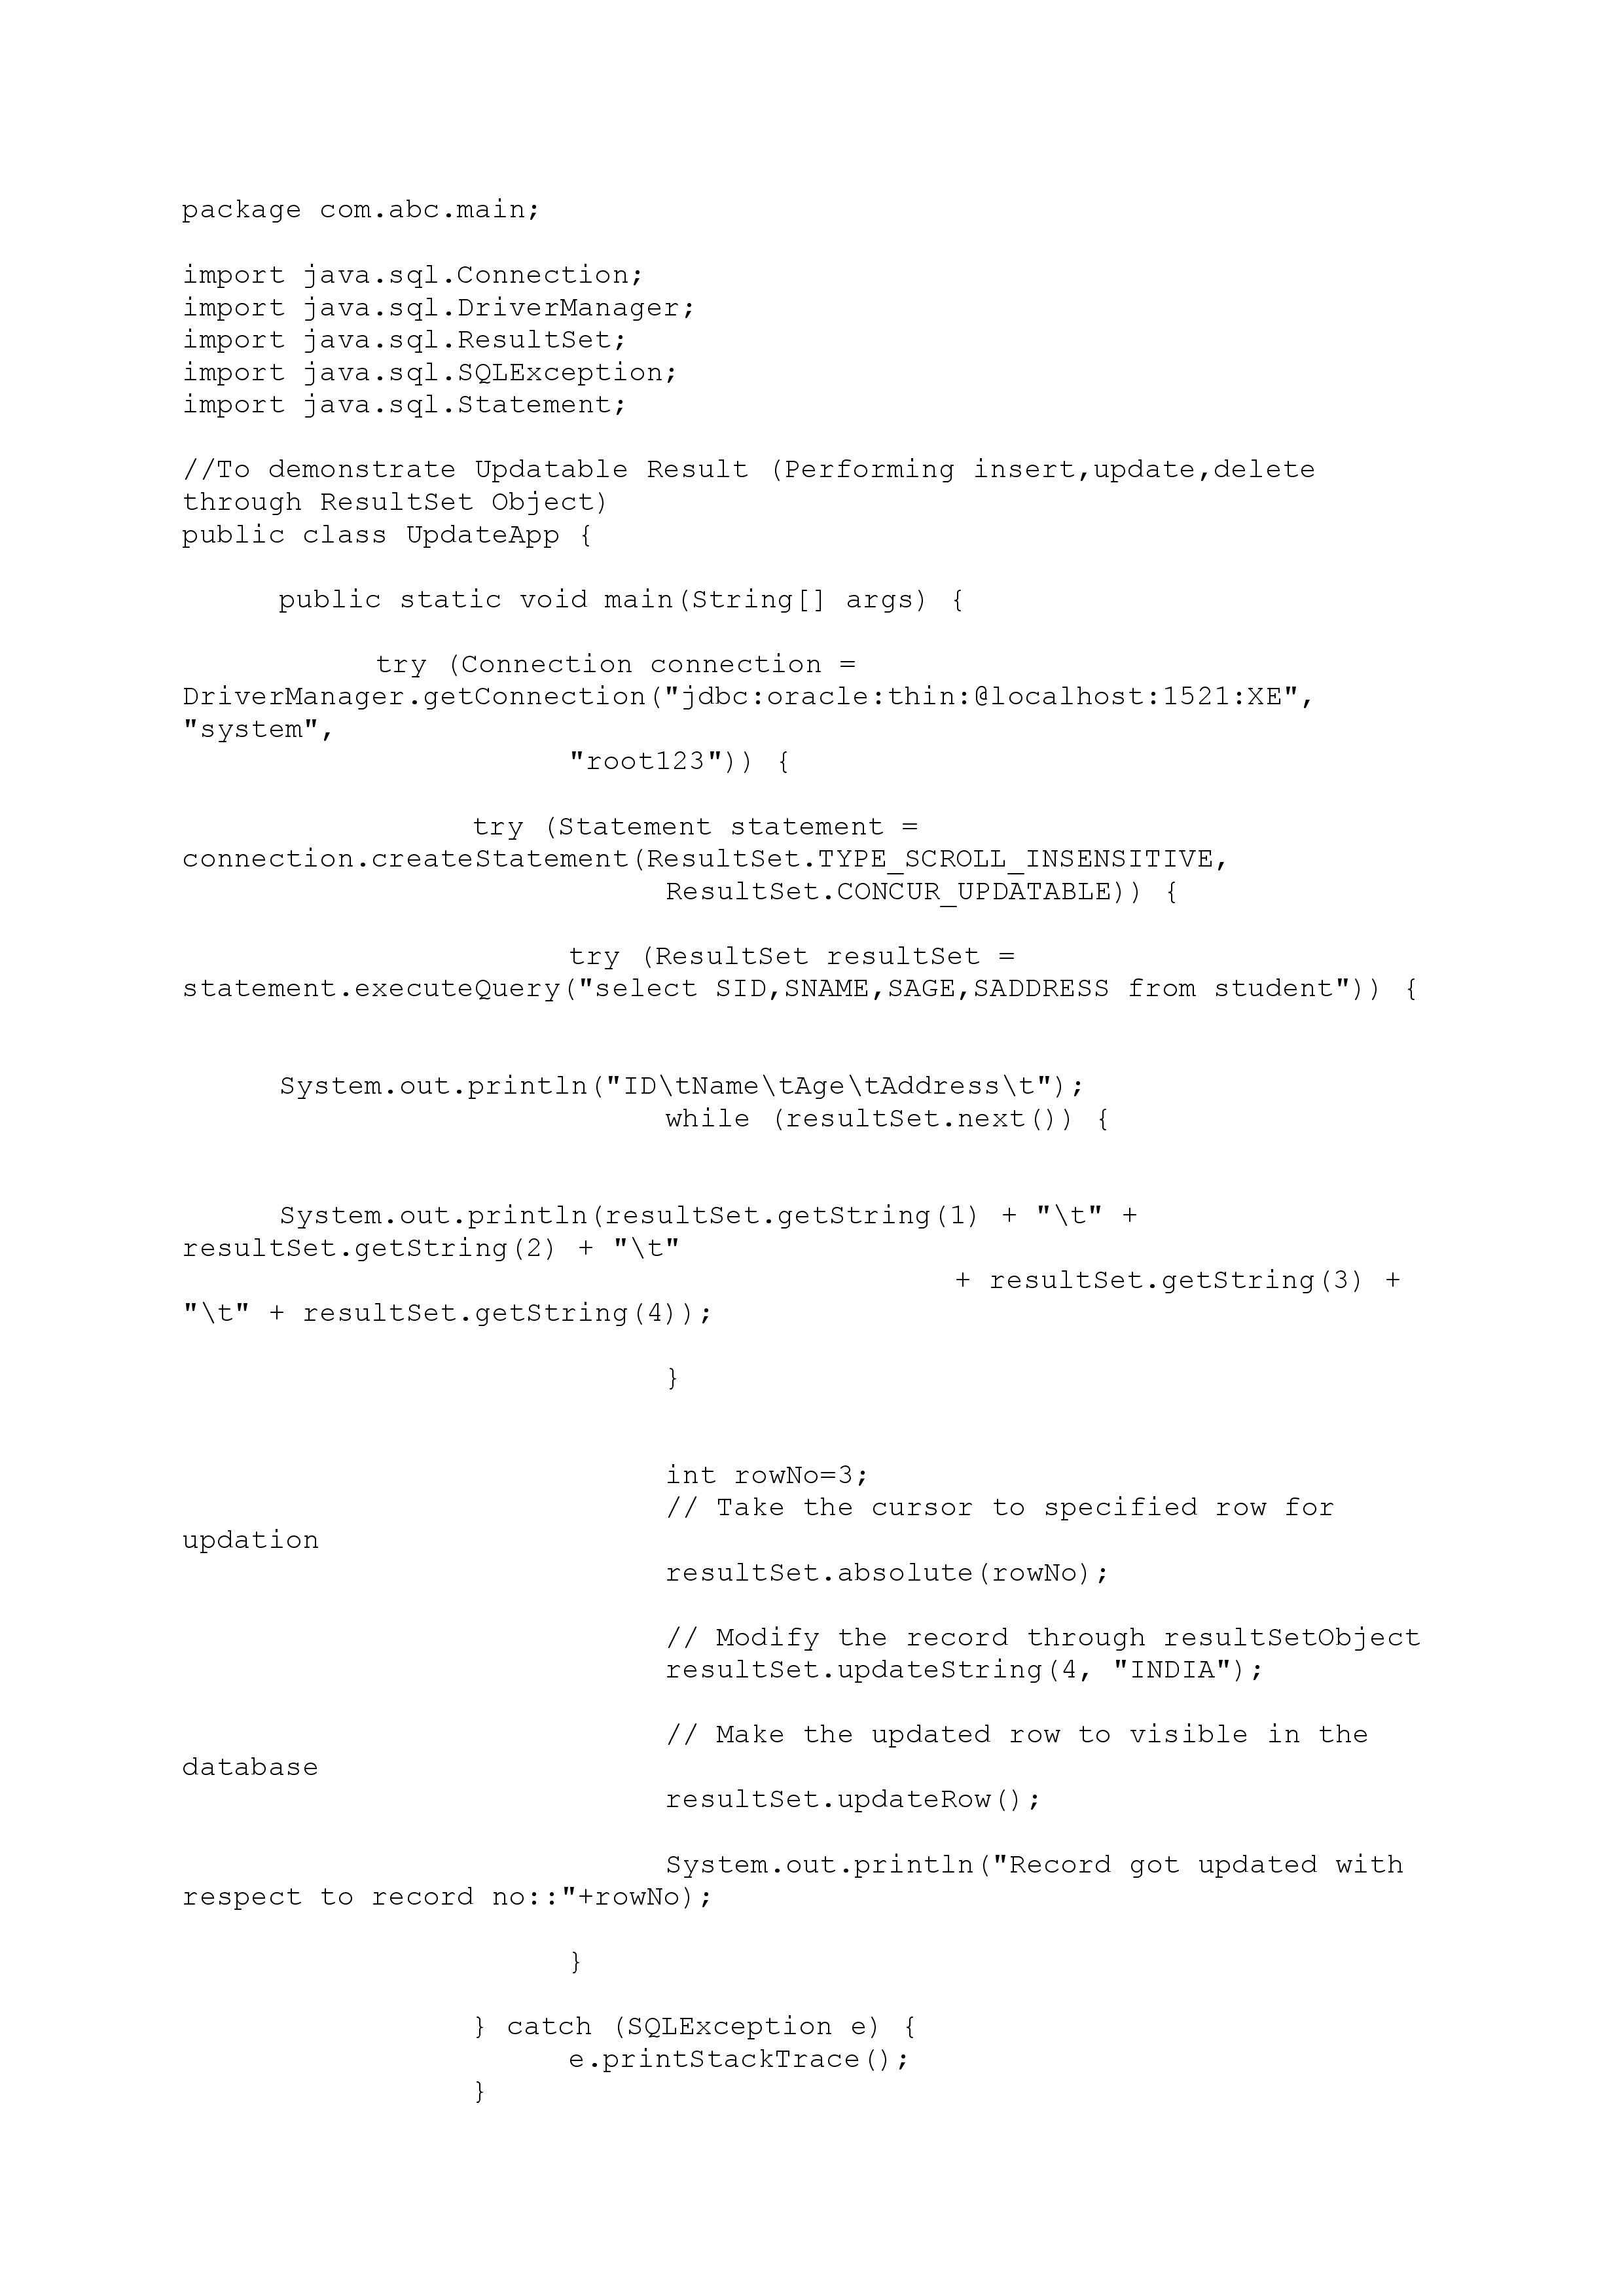 package com.abc.main;
import java.sql.Connection;
import java.sql.DriverManager;
import java.sql.ResultSet;
import java.sql.SQLException;
import java.sql.Statement;
//To demonstrate Updatable Result (Performing insert,update,delete
through ResultSet Object)
public class UpdateApp {
public static void main(String[] args) {
try (Connection connection =
DriverManager.getConnection("jdbc:oracle:thin:@localhost:1521:XE",
"system",
"root123")) {
try (Statement statement =
connection.createStatement(ResultSet.TYPE_SCROLL_INSENSITIVE,
ResultSet.CONCUR_UPDATABLE)) {
try (ResultSet resultSet =
statement.executeQuery("select SID,SNAME,SAGE,SADDRESS from student")) {
System.out.println("ID\tName\tAge\tAddress\t");
while (resultSet.next()) {
System.out.println(resultSet.getString(1) + "\t" +
resultSet.getString(2) + "\t"
+ resultSet.getString(3) +
"\t" + resultSet.getString(4));
}
int rowNo=3;
// Take the cursor to specified row for
updation
resultSet.absolute(rowNo);
// Modify the record through resultSetObject
resultSet.updateString(4, "INDIA");
// Make the updated row to visible in the
database
resultSet.updateRow();
System.out.println("Record got updated with
respect to record no::"+rowNo);
}
} catch (SQLException e) {
e.printStackTrace();
}